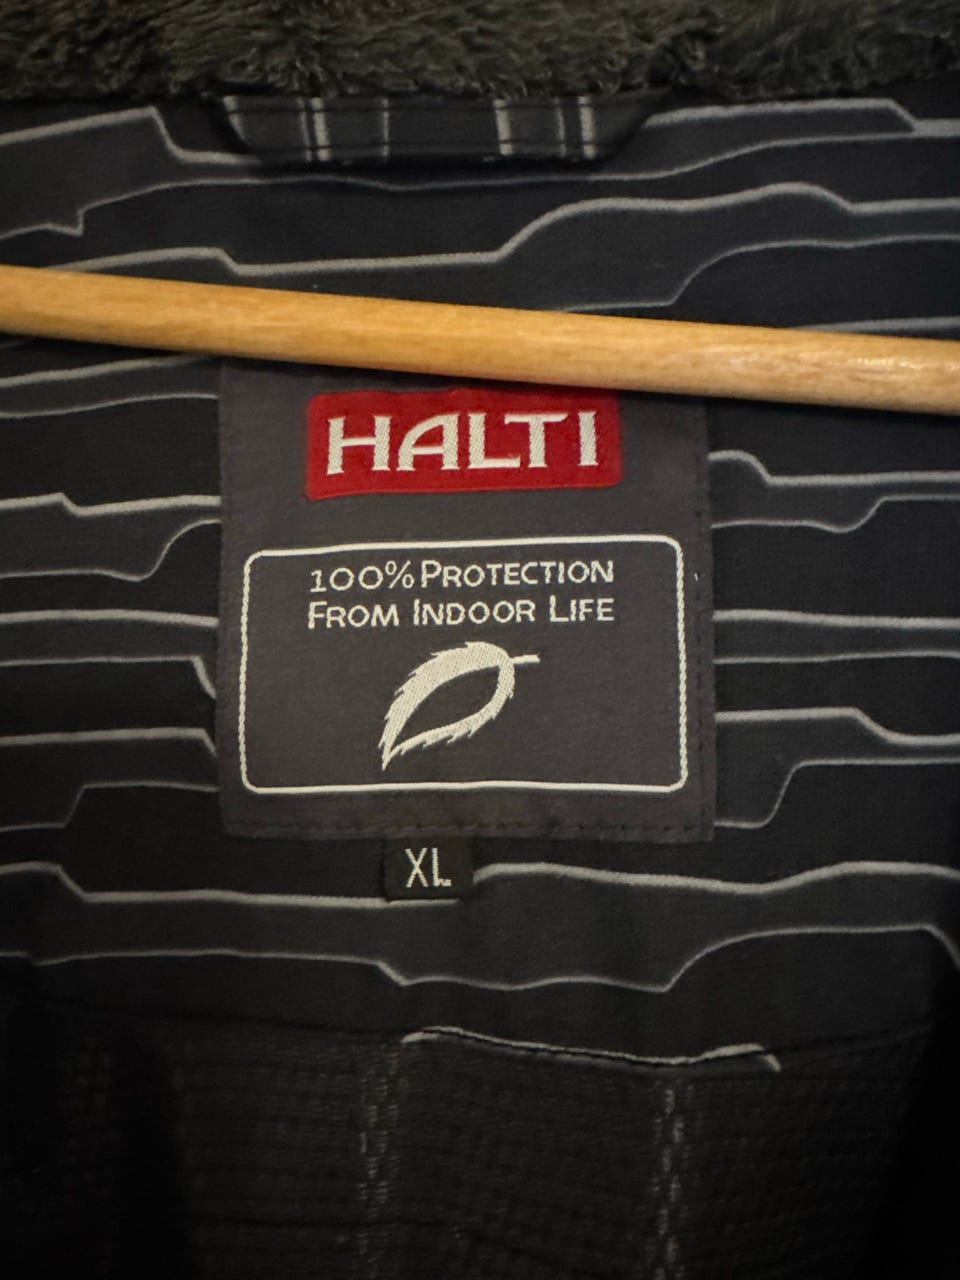 HALTI
100% PROTECTION
FROM INDOOR LIFE
XL